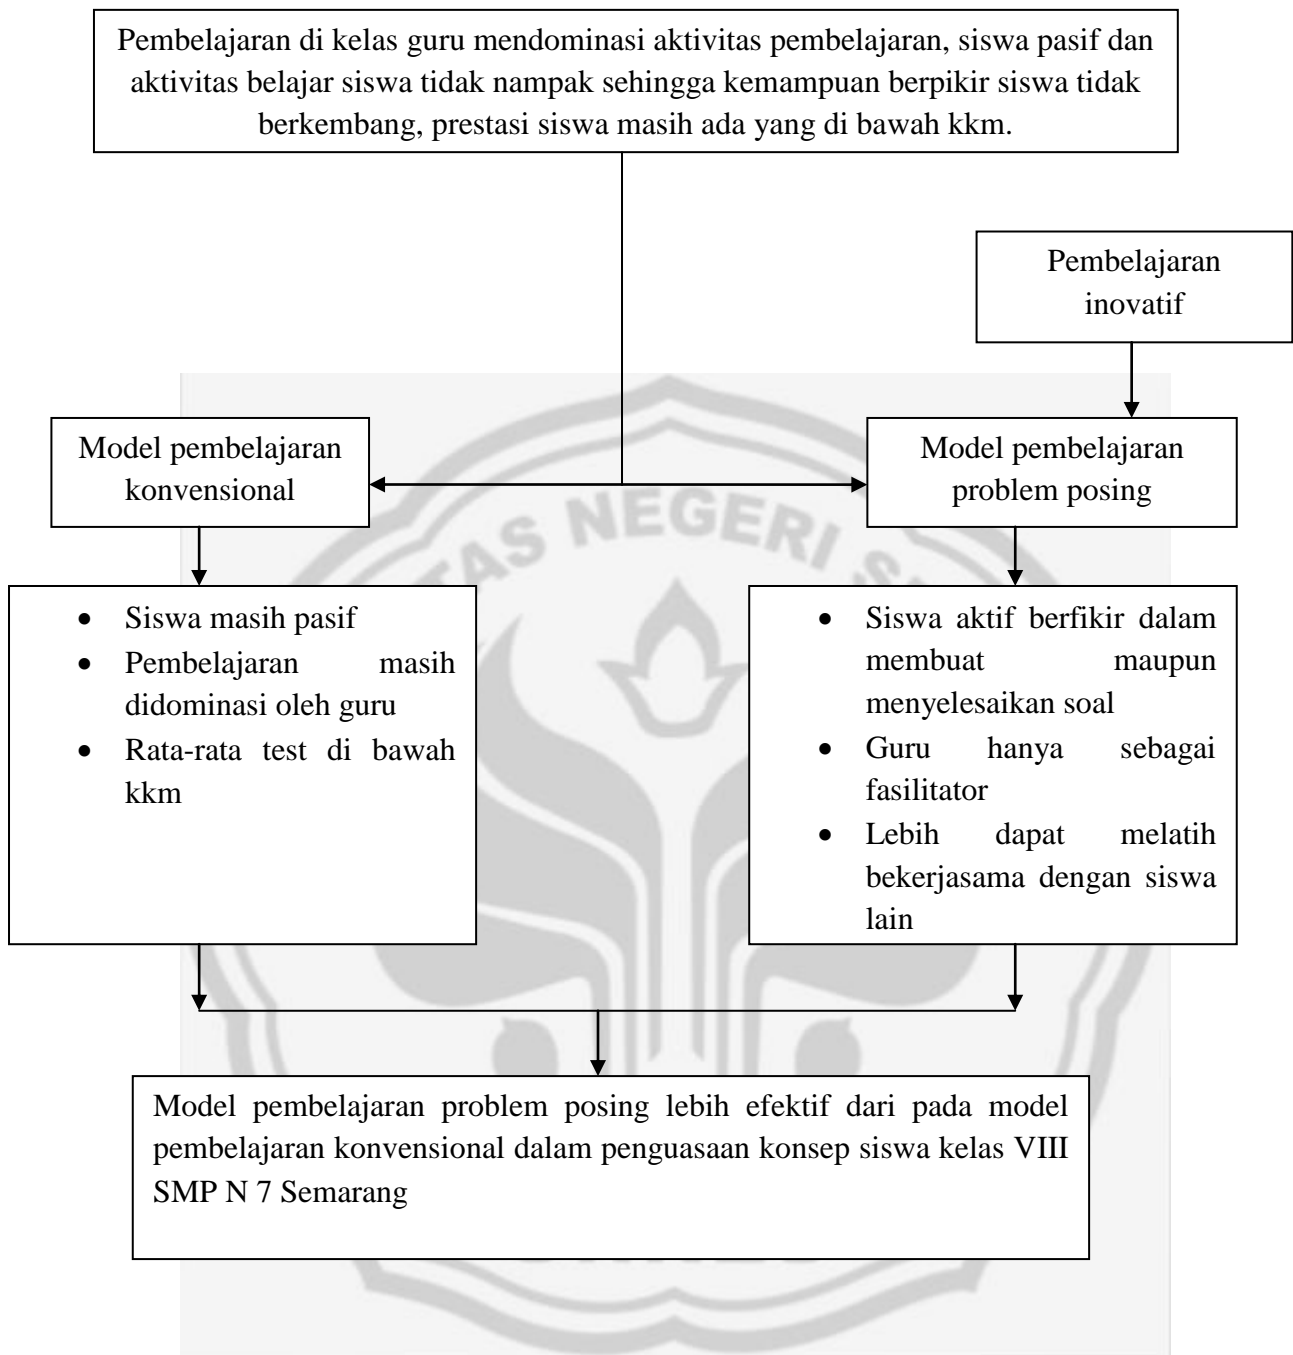 Pembelajaran di kelas guru mendominasi aktivitas pembelajaran, siswa pasif dan
aktivitas belajar siswa tidak nampak sehingga kemampuan berpikir siswa tidak
berkembang, prestasi siswa masih ada yang di bawah kkm.
Pembelajaran
inovatif
Model pembelajaran
konvensional
Model pembelajaran
problem posing
TAS NEGERI S
• Siswa masih pasif
• Pembelajaran masih
didominasi oleh guru
• Rata-rata test di bawah
kkm
• Siswa aktif berfikir dalam
membuat maupun
menyelesaikan soal
• Guru hanya sebagai
fasilitator
• Lebih dapat melatih
bekerjasama dengan siswa
lain
Model pembelajaran problem posing lebih efektif dari pada model
pembelajaran konvensional dalam penguasaan konsep siswa kelas VIII
SMP N 7 Semarang